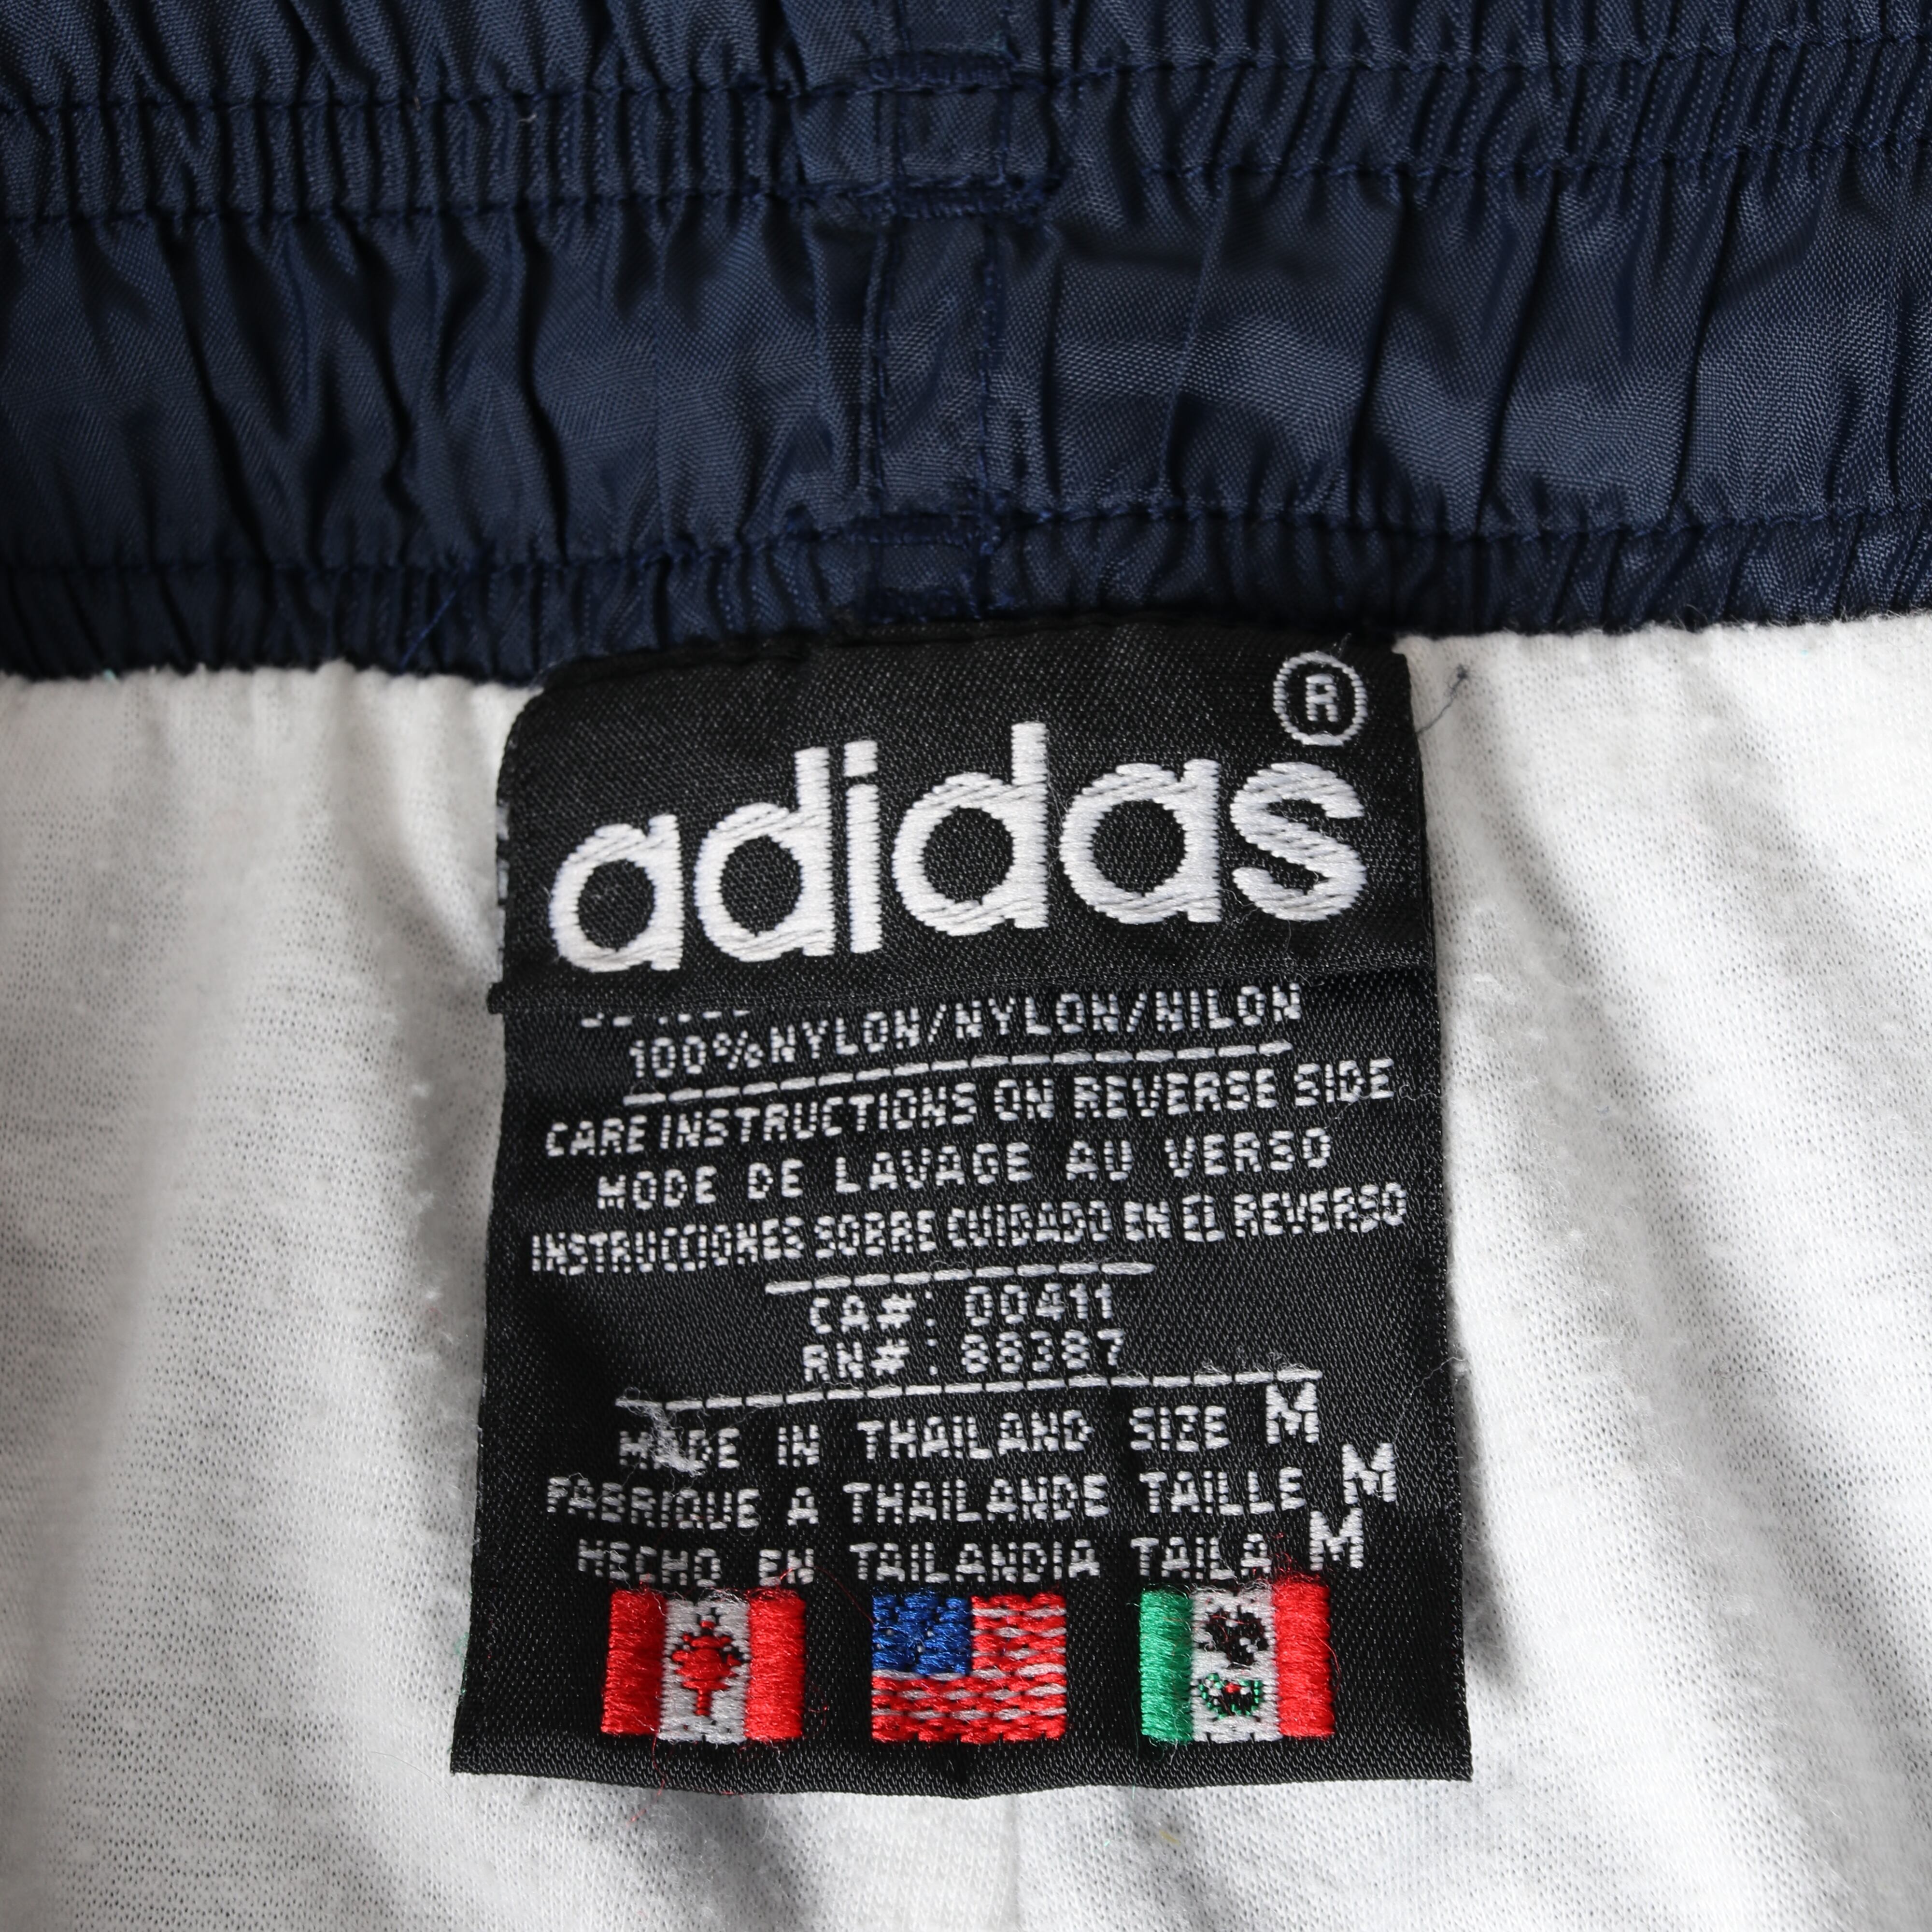 ®
adidas
100% NYLON/NYLON/NILON
CARE INSTRUCTIONS ON REVERSE SIDE
MODE DE LAVAGE AU VERSO
INSTRUCCIONES SOBRE CUIDADO EN EL REVERSO
CA#: 00411
RN#: 88387
MADE IN THAILAND SIZE M
FABRIQUE A THAILANDE TAILLE M
HECHO EN TAILANDIA TAILA M